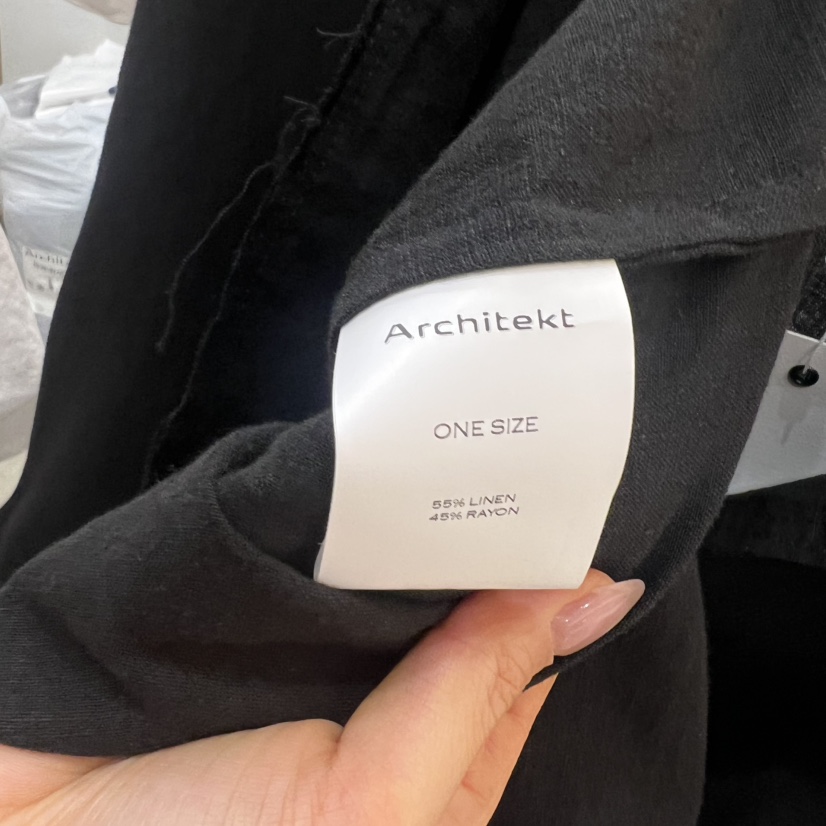 Architekt
ONE SIZE
55% LINEN
45% RAYON